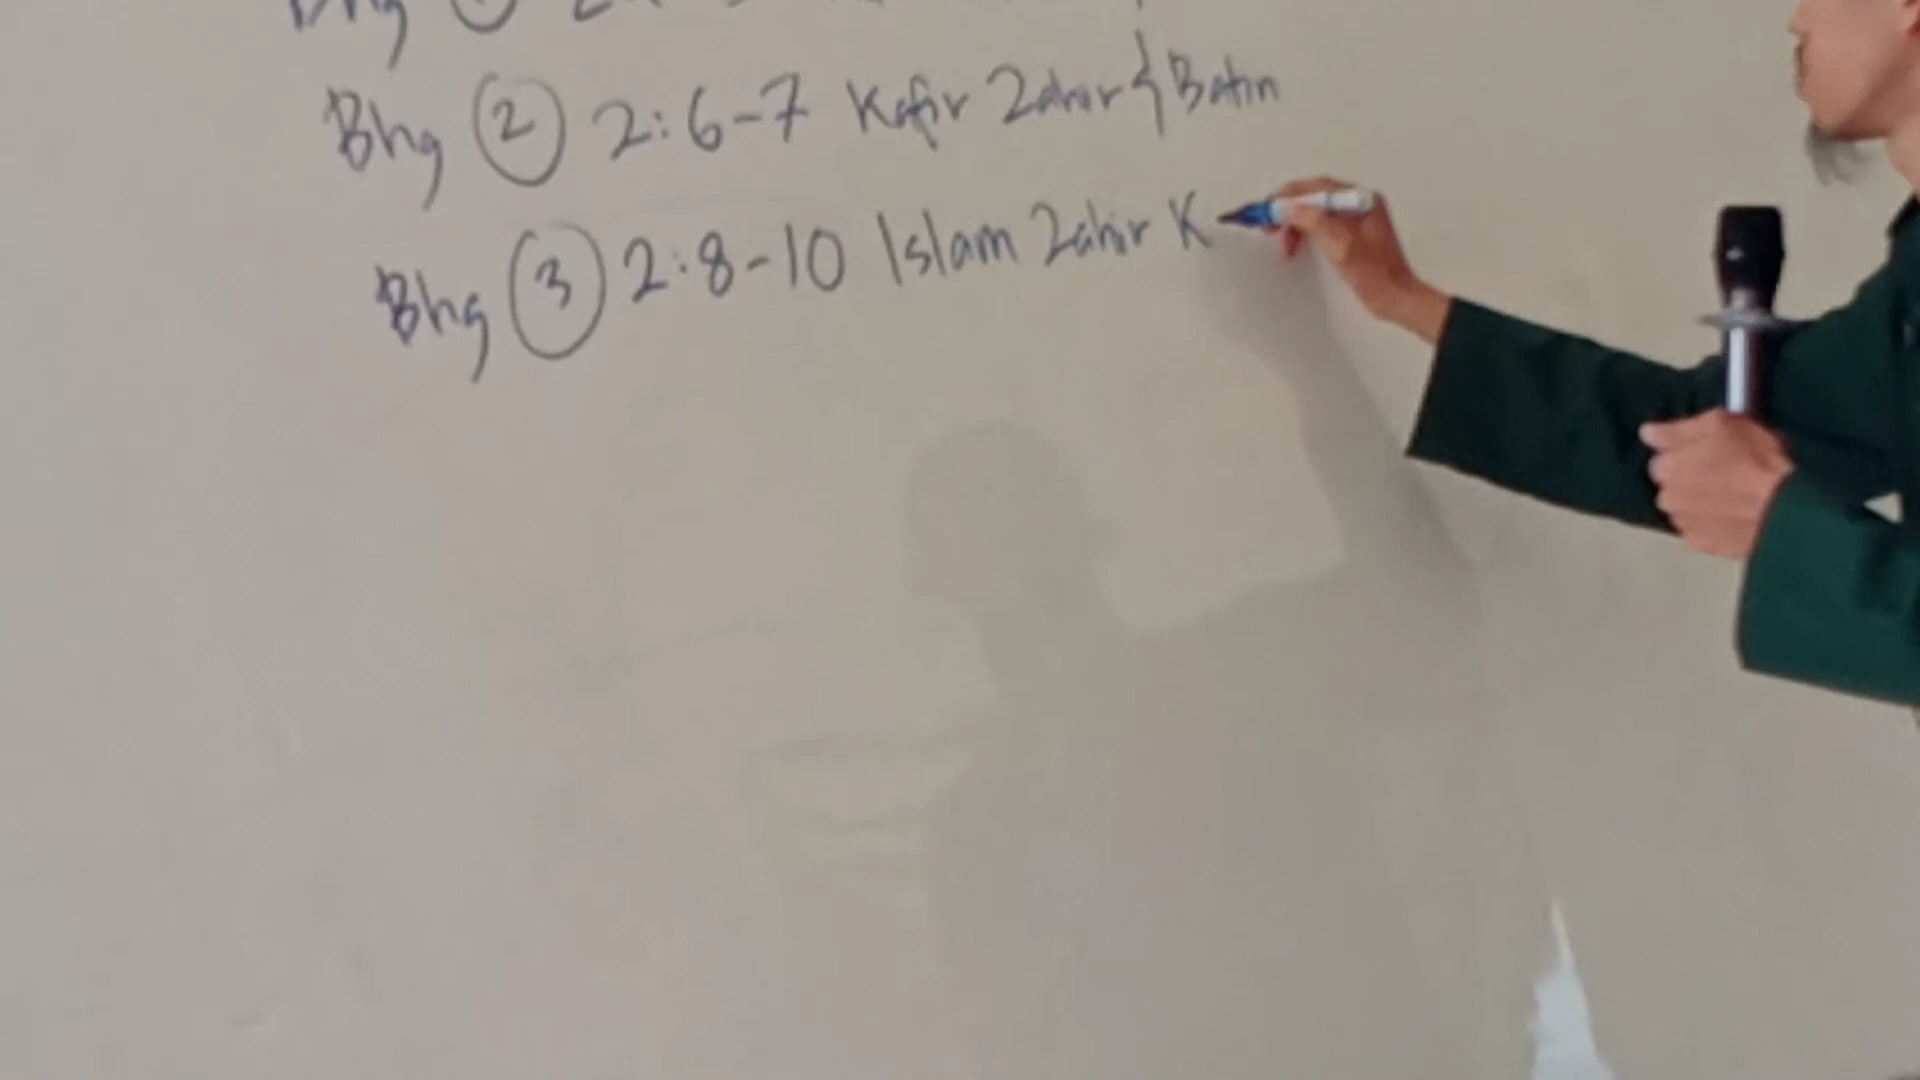 Bhg ②  2:6-7 Kafir Zahir & Batin
Bhg ③ 2:8-10 Islam Zahir K